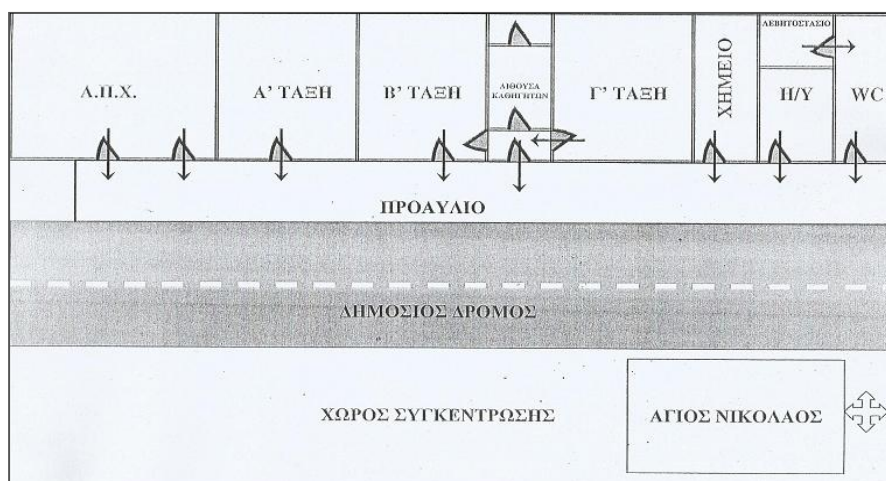 Α.Π.Χ.
Α' ΤΑΞΗ
Β' ΤΑΞΗ
ΑΙΘΟΥΣΑ
ΚΑΘΗΓΗΤΩΝ
Γ' ΤΑΞΗ
ΧΗΜΕΙΟ
ΛΕΒΗΤΟΣΤΑΣΙΟ
Η/Υ
WC
ΠΡΟΑΥΛΙΟ
ΔΗΜΟΣΙΟΣ ΔΡΟΜΟΣ
ΧΩΡΟΣ ΣΥΓΚΕΝΤΡΩΣΗΣ
ΑΓΙΟΣ ΝΙΚΟΛΑΟΣ